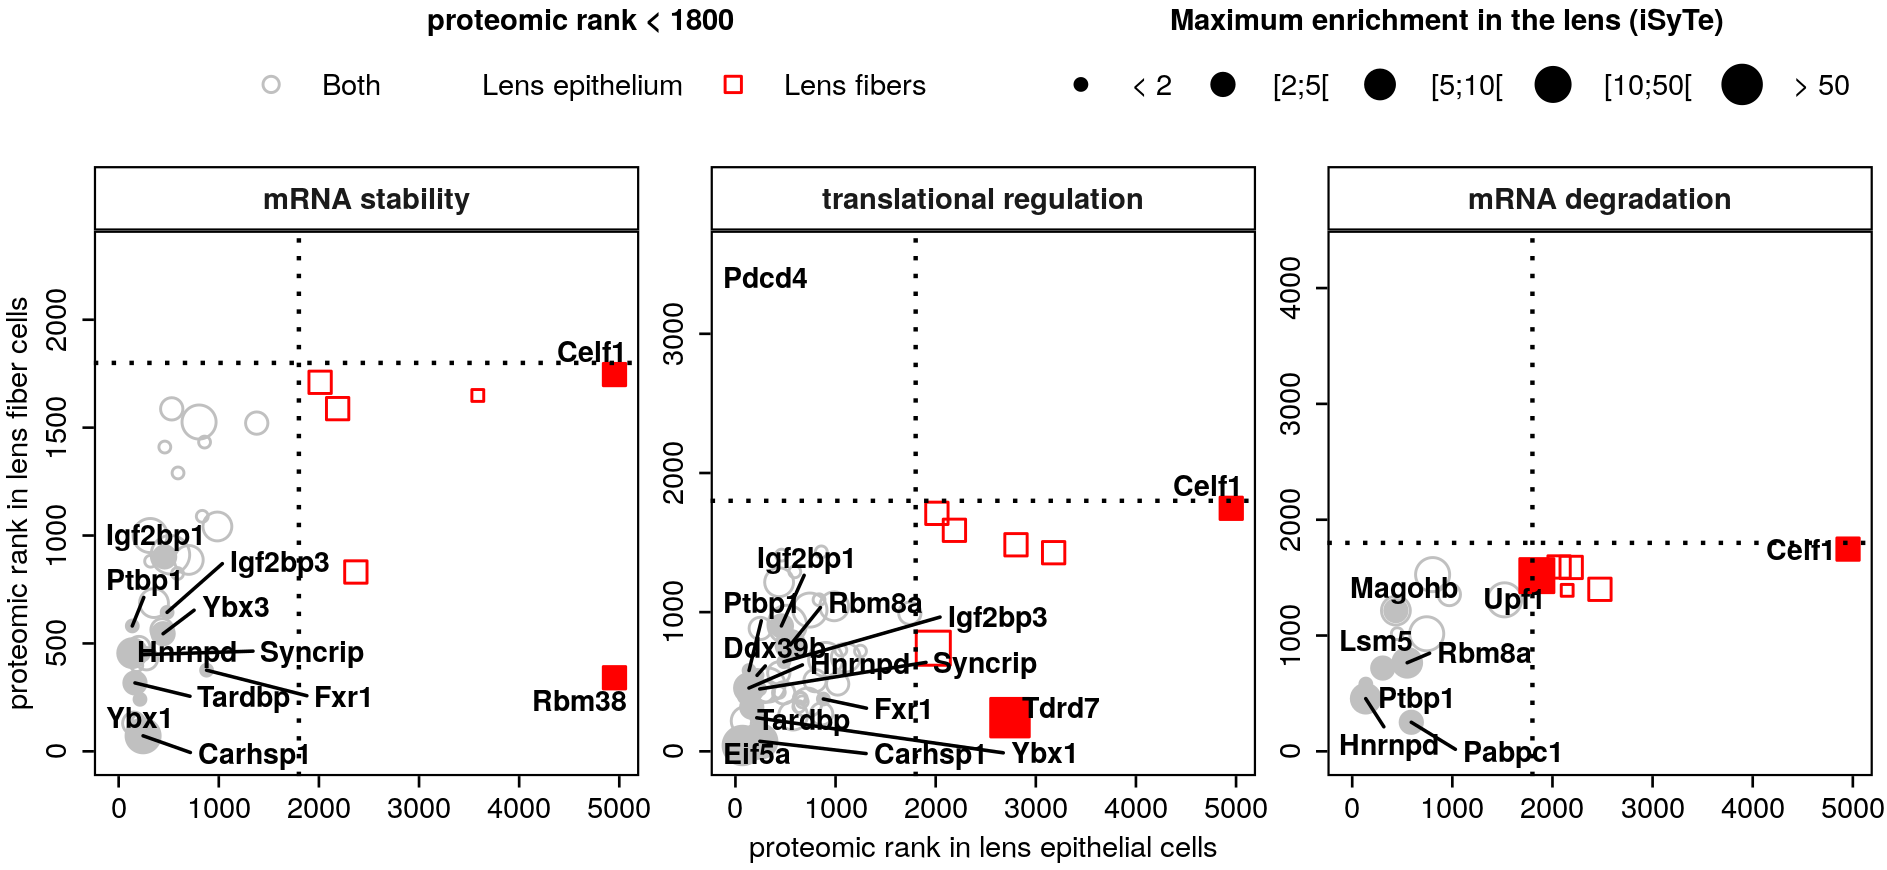 proteomic rank < 1800
Maximum enrichment in the lens (iSyTe)
Both
Lens epithelium
Lens fibers
< 2
[2;5[
[5;10[
[10;50[
> 50
mRNA stability
translational regulation
mRNA degradation
proteomic rank in lens fiber cells
2000
1500
1000
500
0
Celf1
Igf2bp1
Igf2bp3
Ptbp1
Ybx3
Hnrnpd
Syncrip
Tardbp
Fxr1
Rbm38
Ybx1
Carhsp1
0
1000
2000
3000
4000
5000
3000
2000
1000
0
Pdcd4
Celf1
Igf2bp1
Ptbp1
Rbm8a
Igf2bp3
Ddx39b
Hnrnpd
Syncrip
Fxr1
Tdrd7
Tardbp
Eif5a
Carhsp1
Ybx1
0
1000
2000
3000
4000
5000
4000
3000
2000
1000
0
Celf1
Magohb
Upf1
Lsm5
Rbm8a
Ptbp1
Hnrnpd
Pabpc1
0
1000
2000
3000
4000
5000
proteomic rank in lens epithelial cells